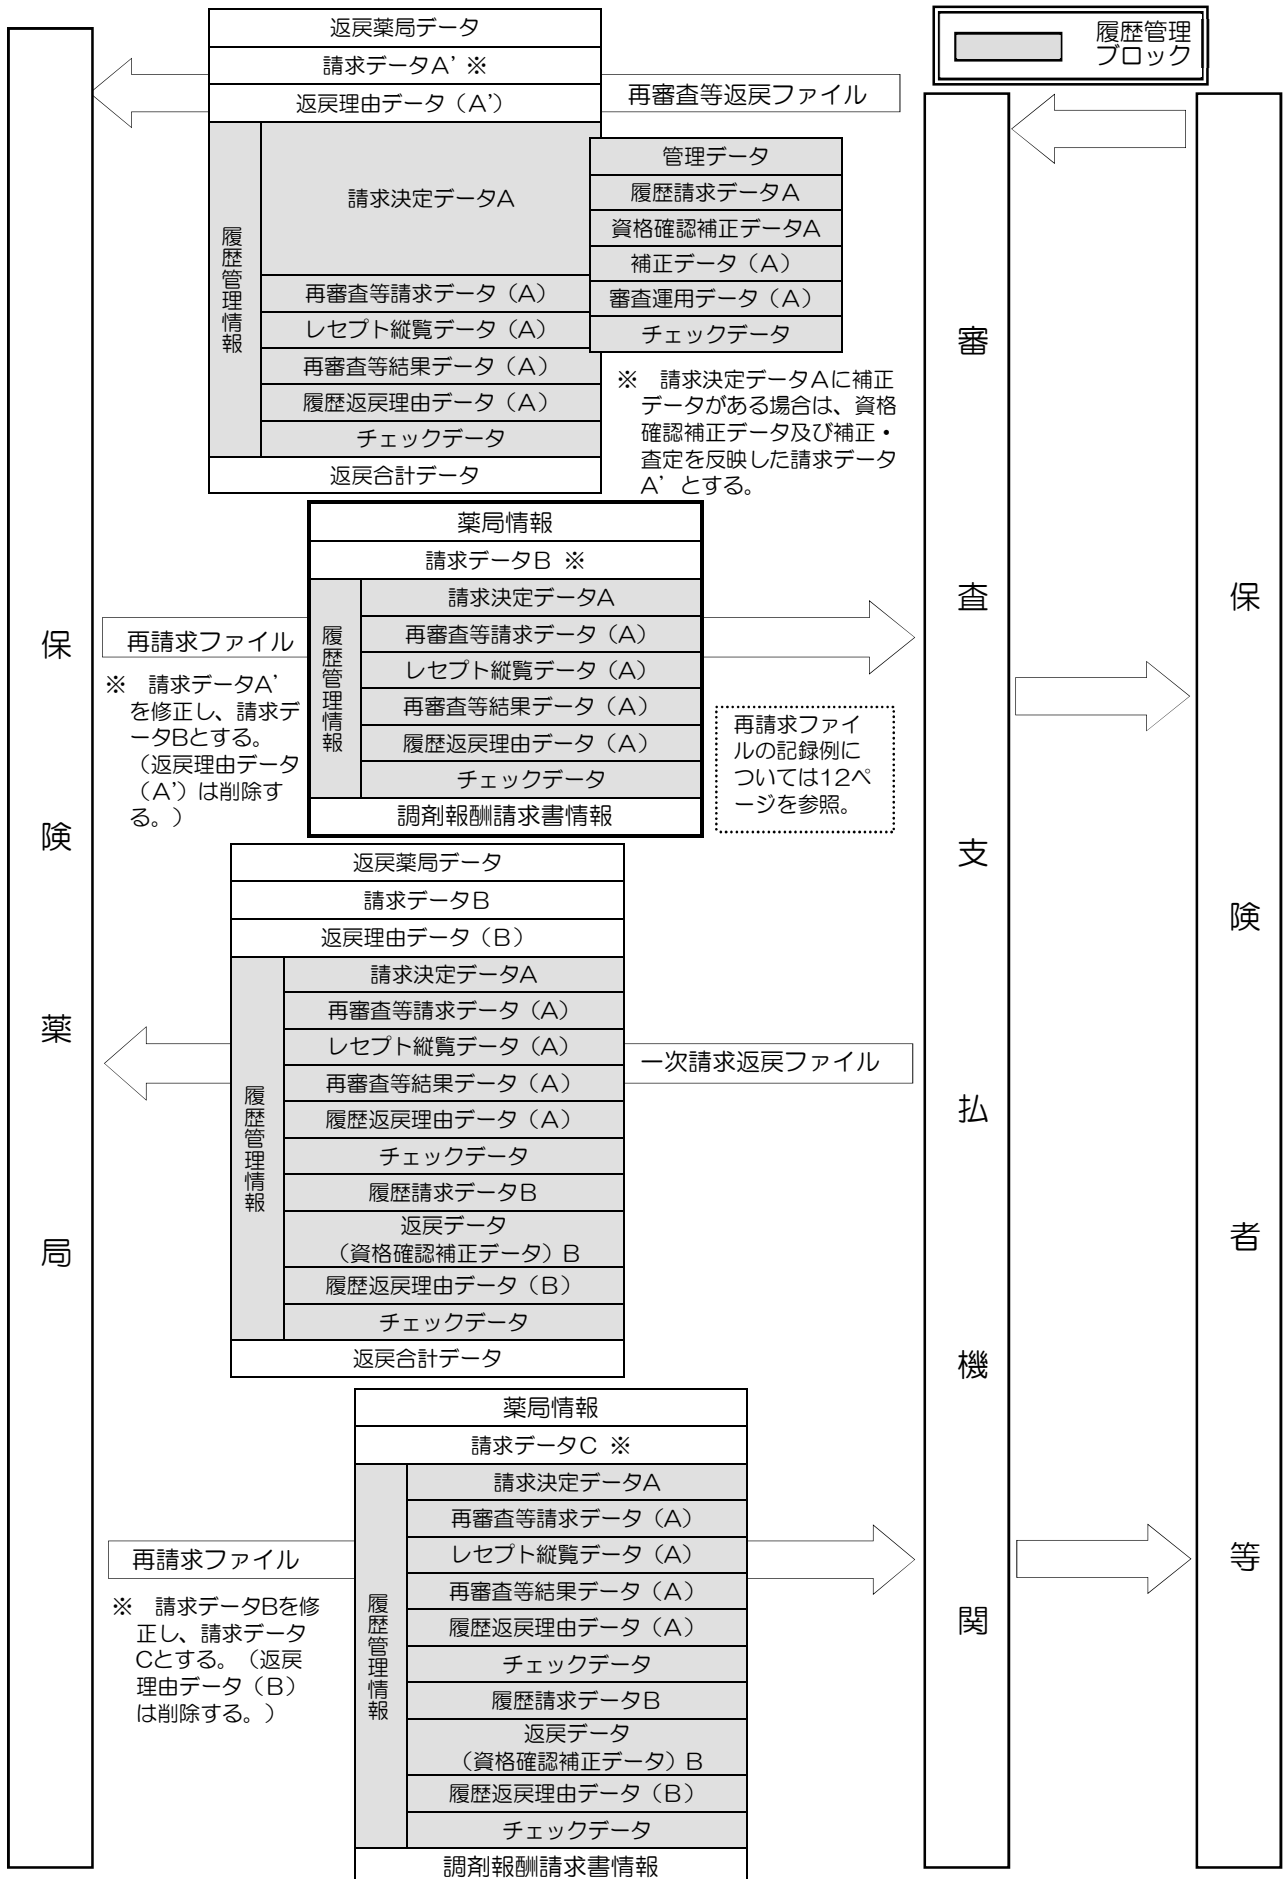 返戻薬局データ
請求データA’ ※
返戻理由データ（A’）
再審査等返戻ファイル
履歴管理
ブロック
履歴管理情報
請求決定データA
管理データ
履歴請求データA
資格確認補正データA
補正データ（A）
審査運用データ（A）
チェックデータ
再審査等請求データ（A）
レセプト縦覧データ（A）
再審査等結果データ（A）
履歴返戻理由データ（A）
チェックデータ
返戻合計データ
※　請求決定データAに補正
データがある場合は、資格
確認補正データ及び補正・
査定を反映した請求データ
A’とする。
薬局情報
請求データB ※
履歴管理情報
請求決定データA
再審査等請求データ（A）
レセプト縦覧データ（A）
再審査等結果データ（A）
履歴返戻理由データ（A）
チェックデータ
調剤報酬請求書情報
再請求ファイル
※　請求データA’
を修正し、請求デ
ータBとする。
（返戻理由データ
（A’）は削除す
る。）
再請求ファイ
ルの記録例に
ついては12ペ
ージを参照。
返戻薬局データ
請求データB
返戻理由データ（B）
履歴管理情報
請求決定データA
再審査等請求データ（A）
レセプト縦覧データ（A）
再審査等結果データ（A）
履歴返戻理由データ（A）
チェックデータ
履歴請求データB
返戻データ
（資格確認補正データ）B
履歴返戻理由データ（B）
チェックデータ
返戻合計データ
一次請求返戻ファイル
薬局情報
請求データC ※
履歴管理情報
請求決定データA
再審査等請求データ（A）
レセプト縦覧データ（A）
再審査等結果データ（A）
履歴返戻理由データ（A）
チェックデータ
履歴請求データB
返戻データ
（資格確認補正データ）B
履歴返戻理由データ（B）
チェックデータ
調剤報酬請求書情報
再請求ファイル
※　請求データBを修
正し、請求データ
Cとする。（返戻
理由データ（B）
は削除する。）
保険薬局
審査支払機関
保険者等